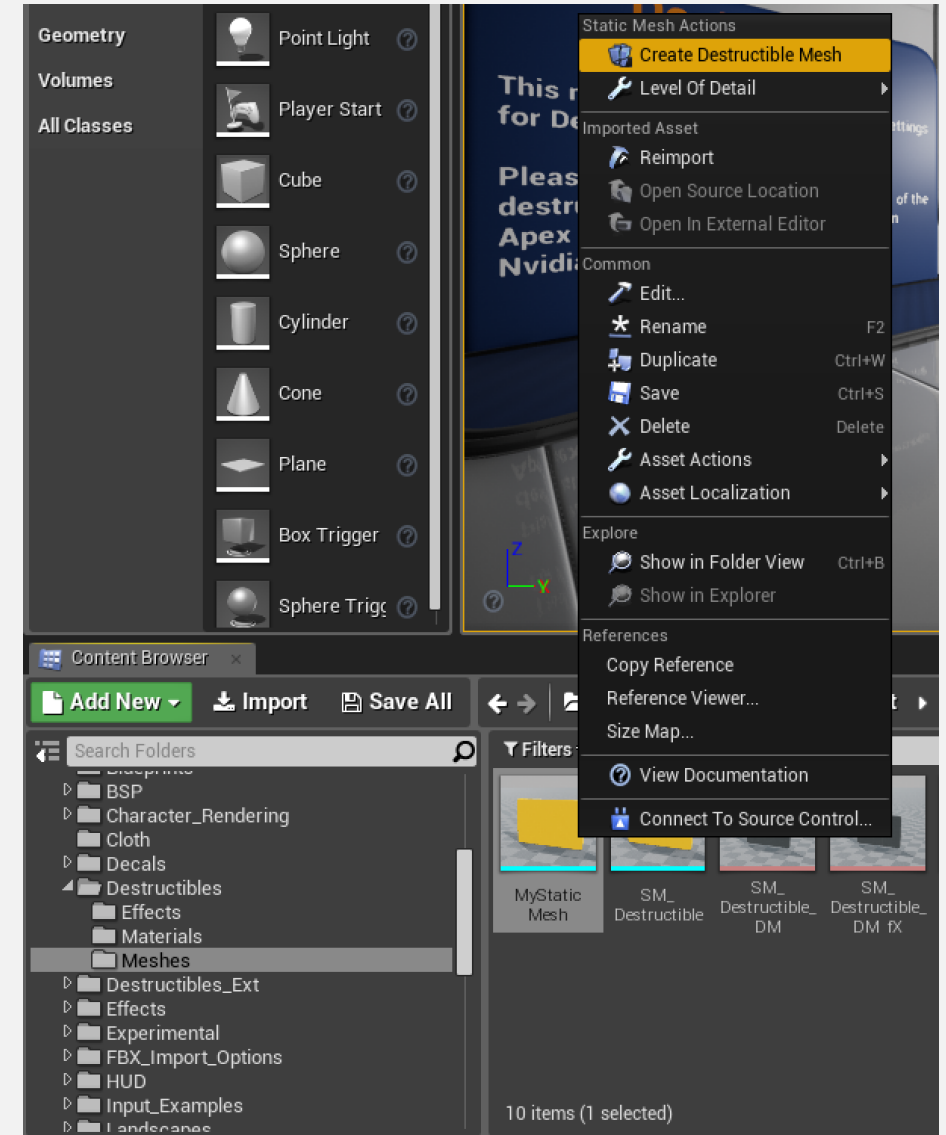 Geometry
Volumes
All Classes
Point Light
Player Start
Cube
Sphere
Cylinder
Cone
Plane
Box Trigger
Sphere Trigg
This
for De
Pleas
destru
Apex
Nvidia
ettings
of the
Z
Y
Static Mesh Actions
Create Destructible Mesh
Level Of Detail
Imported Asset
Reimport
Open Source Location
Open In External Editor
Common
Edit...
Rename F2
Duplicate Ctrl+W
Save Ctrl+S
Delete Delete
Asset Actions
Asset Localization
Explore
Show in Folder View Ctrl+B
Show in Explorer
References
Copy Reference
Reference Viewer...
Size Map...
View Documentation
Connect To Source Control...
Content Browser
Add New Import Save All
Search Folders
Filters
Blueprints
BSP
Character_Rendering
Cloth
Decals
Destructibles
Effects
Materials
Meshes
Destructibles_Ext
Effects
Experimental
FBX_Import_Options
HUD
Input_Examples
Landscapes
MyStatic
Mesh
SM_
Destructible
SM_
Destructible_
DM
SM_
Destructible_
DM_fX
10 items (1 selected)